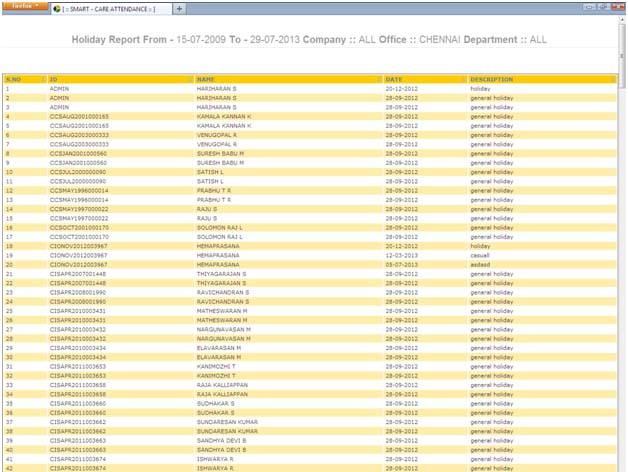 Firefox
[ :: SMART - CARE ATTENDANCE :: ]
Holiday Report From - 15-07-2009 To - 29-07-2013 Company :: ALL Office :: CHENNAI Department :: ALL
S.NO ID NAME DATE DESCRIPTION
1 ADMIN HARIHARAN S 20-12-2012 holiday
2 ADMIN HARIHARAN S 28-09-2012 general holiday
3 ADMIN HARIHARAN S 28-09-2012 general holiday
4 CCSAUG2001000165 KAMALA KANNAN K 28-09-2012 general holiday
5 CCSAUG2001000165 KAMALA KANNAN K 28-09-2012 general holiday
6 CCSAUG2003000333 VENUGOPAL R 28-09-2012 general holiday
7 CCSAUG2003000333 VENUGOPAL R 28-09-2012 general holiday
8 CCSJAN2001000560 SURESH BABU M 28-09-2012 general holiday
9 CCSJAN2001000560 SURESH BABU M 28-09-2012 general holiday
10 CCSJUL2000000090 SATISH L 28-09-2012 general holiday
11 CCSJUL2000000090 SATISH L 28-09-2012 general holiday
12 CCSMAY1996000014 PRABHU T R 28-09-2012 general holiday
13 CCSMAY1996000014 PRABHU T R 28-09-2012 general holiday
14 CCSMAY1997000022 RAJU S 28-09-2012 general holiday
15 CCSMAY1997000022 RAJU S 28-09-2012 general holiday
16 CCSOCT2001000170 SOLOMON RAJ L 28-09-2012 general holiday
17 CCSOCT2001000170 SOLOMON RAJ L 28-09-2012 general holiday
18 CIONOV2012003967 HEMAPRASANA 20-12-2012 holiday
19 CIONOV2012003967 HEMAPRASANA 12-03-2013 casuall
20 CIONOV2012003967 HEMAPRASANA 05-07-2013 asdasd
21 CISAPR2007001448 THIYAGARAJAN S 28-09-2012 general holiday
22 CISAPR2007001448 THIYAGARAJAN S 28-09-2012 general holiday
23 CISAPR2008001990 RAVICHANDRAN S 28-09-2012 general holiday
24 CISAPR2008001990 RAVICHANDRAN S 28-09-2012 general holiday
25 CISAPR2010003431 MATHESWARAN M 28-09-2012 general holiday
26 CISAPR2010003431 MATHESWARAN M 28-09-2012 general holiday
27 CISAPR2010003432 NARGUNAVASAN M 28-09-2012 general holiday
28 CISAPR2010003432 NARGUNAVASAN M 28-09-2012 general holiday
29 CISAPR2010003434 ELAVARASAN M 28-09-2012 general holiday
30 CISAPR2010003434 ELAVARASAN M 28-09-2012 general holiday
31 CISAPR2011003653 KANIMOZHI T 28-09-2012 general holiday
32 CISAPR2011003653 KANIMOZHI T 28-09-2012 general holiday
33 CISAPR2011003658 RAJA KALLIAPPAN 28-09-2012 general holiday
34 CISAPR2011003658 RAJA KALLIAPPAN 28-09-2012 general holiday
35 CISAPR2011003660 SUDHAKAR S 28-09-2012 general holiday
36 CISAPR2011003660 SUDHAKAR S 28-09-2012 general holiday
37 CISAPR2011003662 SUNDARESAN KUMAR 28-09-2012 general holiday
38 CISAPR2011003662 SUNDARESAN KUMAR 28-09-2012 general holiday
39 CISAPR2011003663 SANDHYA DEVI B 28-09-2012 general holiday
40 CISAPR2011003663 SANDHYA DEVI B 28-09-2012 general holiday
41 CISAPR2011003674 ISHWARYA R 28-09-2012 general holiday
42 CISAPR2011003674 ISHWARYA R 28-09-2012 general holiday